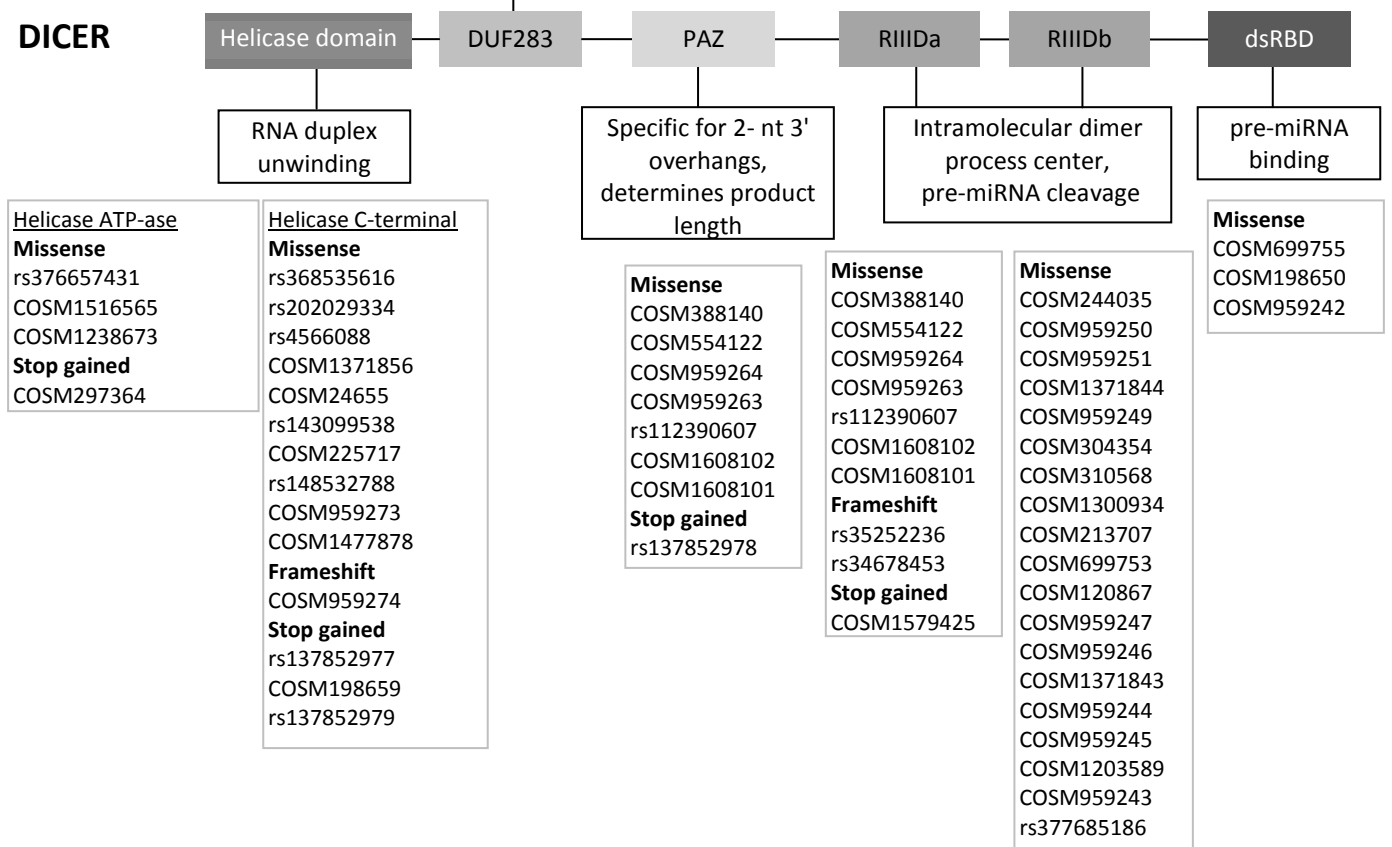 DICER
Helicase domain
DUF283
PAZ
RIIIDa
RIIIDb
dsRBD
RNA duplex
unwinding
Specific for 2- nt 3'
overhangs,
determines product
length
Intramolecular dimer
process center,
pre-miRNA cleavage
pre-miRNA
binding
Helicase ATP-ase
Missense
rs376657431
COSM1516565
COSM1238673
Stop gained
COSM297364
Helicase C-terminal
Missense
rs368535616
rs202029334
rs4566088
COSM1371856
COSM24655
rs143099538
COSM225717
rs148532788
COSM959273
COSM1477878
Frameshift
COSM959274
Stop gained
rs137852977
COSM198659
rs137852979
Missense
COSM388140
COSM554122
COSM959264
COSM959263
rs112390607
COSM1608102
COSM1608101
Stop gained
rs137852978
Missense
COSM388140
COSM554122
COSM959264
COSM959263
rs112390607
COSM1608102
COSM1608101
Frameshift
rs35252236
rs34678453
Stop gained
COSM1579425
Missense
COSM244035
COSM959250
COSM959251
COSM1371844
COSM959249
COSM304354
COSM310568
COSM1300934
COSM213707
COSM699753
COSM120867
COSM959247
COSM959246
COSM1371843
COSM959244
COSM959245
COSM1203589
COSM959243
rs377685186
Missense
COSM699755
COSM198650
COSM959242